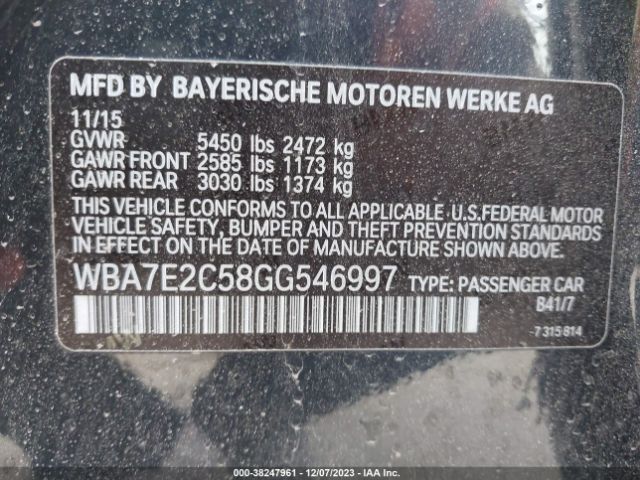 MFD BY BAYERISCHE MOTOREN WERKE AG
11/15
GVWR 5450 lbs 2472 kg
GAWR FRONT 2585 lbs 1173 kg
GAWR REAR 3030 lbs 1374 kg
THIS VEHICLE CONFORMS TO ALL APPLICABLE U.S.FEDERAL MOTOR
VEHICLE SAFETY, BUMPER AND THEFT PREVENTION STANDARDS
IN EFFECT ON THE DATE OF MANUFACTURE SHOWN ABOVE.
WBA7E2C58GG546997 TYPE: PASSENGER CAR
B41/7
7 315 814
000-38247961 - 12/07/2023 - IAA Inc.